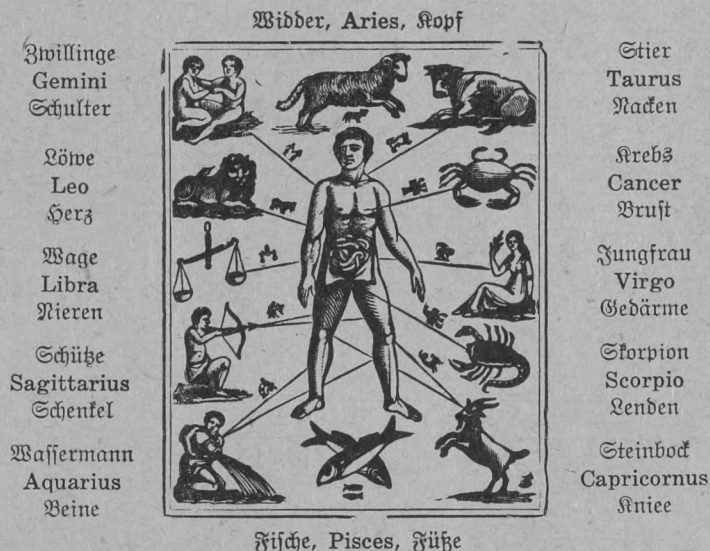 Widder, Aries, Kopf
Zwillinge
Gemini
Schulter
Stier
Taurus
Nacken
Löwe
Leo
Herz
Krebs
Cancer
Brust
Wage
Libra
Nieren
Jungfrau
Virgo
Gedärme
Schütze
Sagittarius
Schenkel
Skorpion
Scorpio
Lenden
Wassermann
Aquarius
Beine
Steinbock
Capricornus
Kniee
Fische, Pisces, Füße